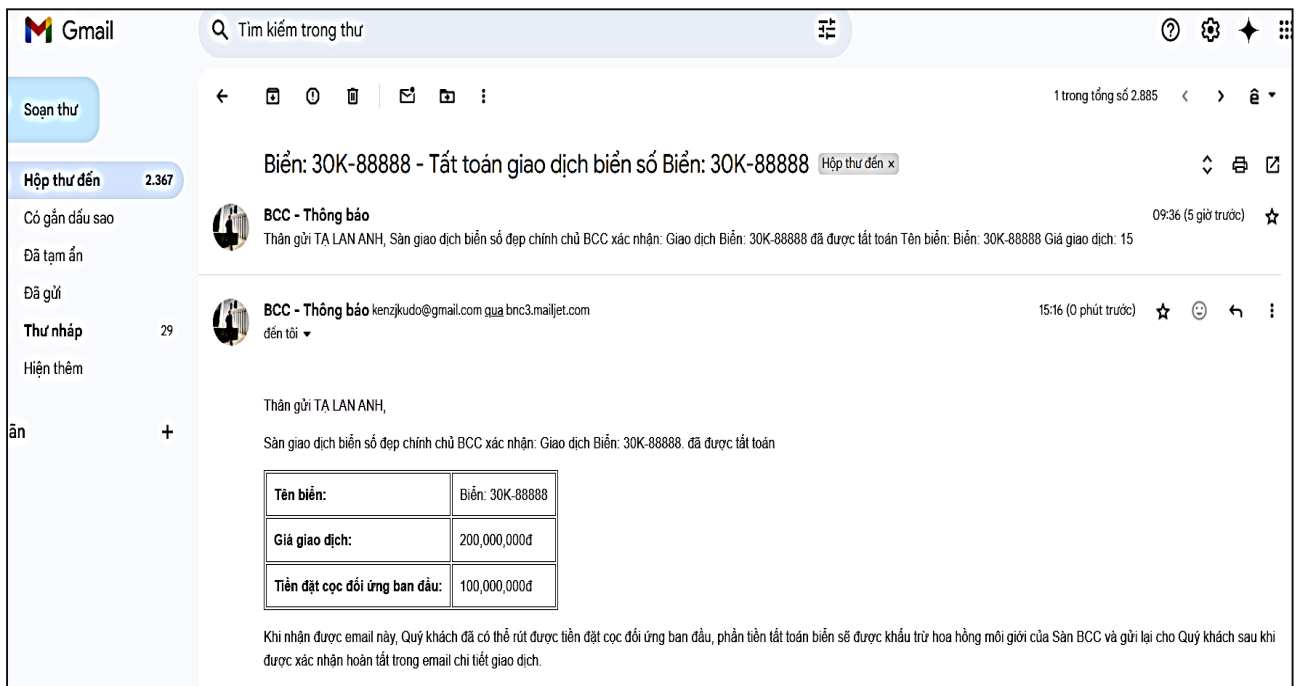 Gmail
Tìm kiếm trong thư
Soạn thư
1 trong tổng số 2.885
Biển: 30K-88888 - Tất toán giao dịch biển số Biển: 30K-88888 Hộp thư đến x
Hộp thư đến 2.367
Có gắn dấu sao
Đã tạm ẩn
Đã gửi
Thư nháp 29
Hiện thêm
ãn +
BCC - Thông báo 09:36 (5 giờ trước)
Thân gửi TẠ LAN ANH, Sàn giao dịch biển số đẹp chính chủ BCC xác nhận: Giao dịch Biển: 30K-88888 đã được tất toán Tên biển: Biển: 30K-88888 Giá giao dịch: 15
BCC - Thông báo kenzjkudo@gmail.com qua bnc3.mailjet.com 15:16 (0 phút trước)
đến tôi
Thân gửi TẠ LAN ANH,
Sàn giao dịch biển số đẹp chính chủ BCC xác nhận: Giao dịch Biển: 30K-88888. đã được tất toán
Tên biển: Biển: 30K-88888
Giá giao dịch: 200,000,000đ
Tiền đặt cọc đối ứng ban đầu: 100,000,000đ
Khi nhận được email này, Quý khách đã có thể rút được tiền đặt cọc đối ứng ban đầu, phần tiền tất toán biển sẽ được khấu trừ hoa hồng môi giới của Sàn BCC và gửi lại cho Quý khách sau khi
được xác nhận hoàn tất trong email chi tiết giao dịch.